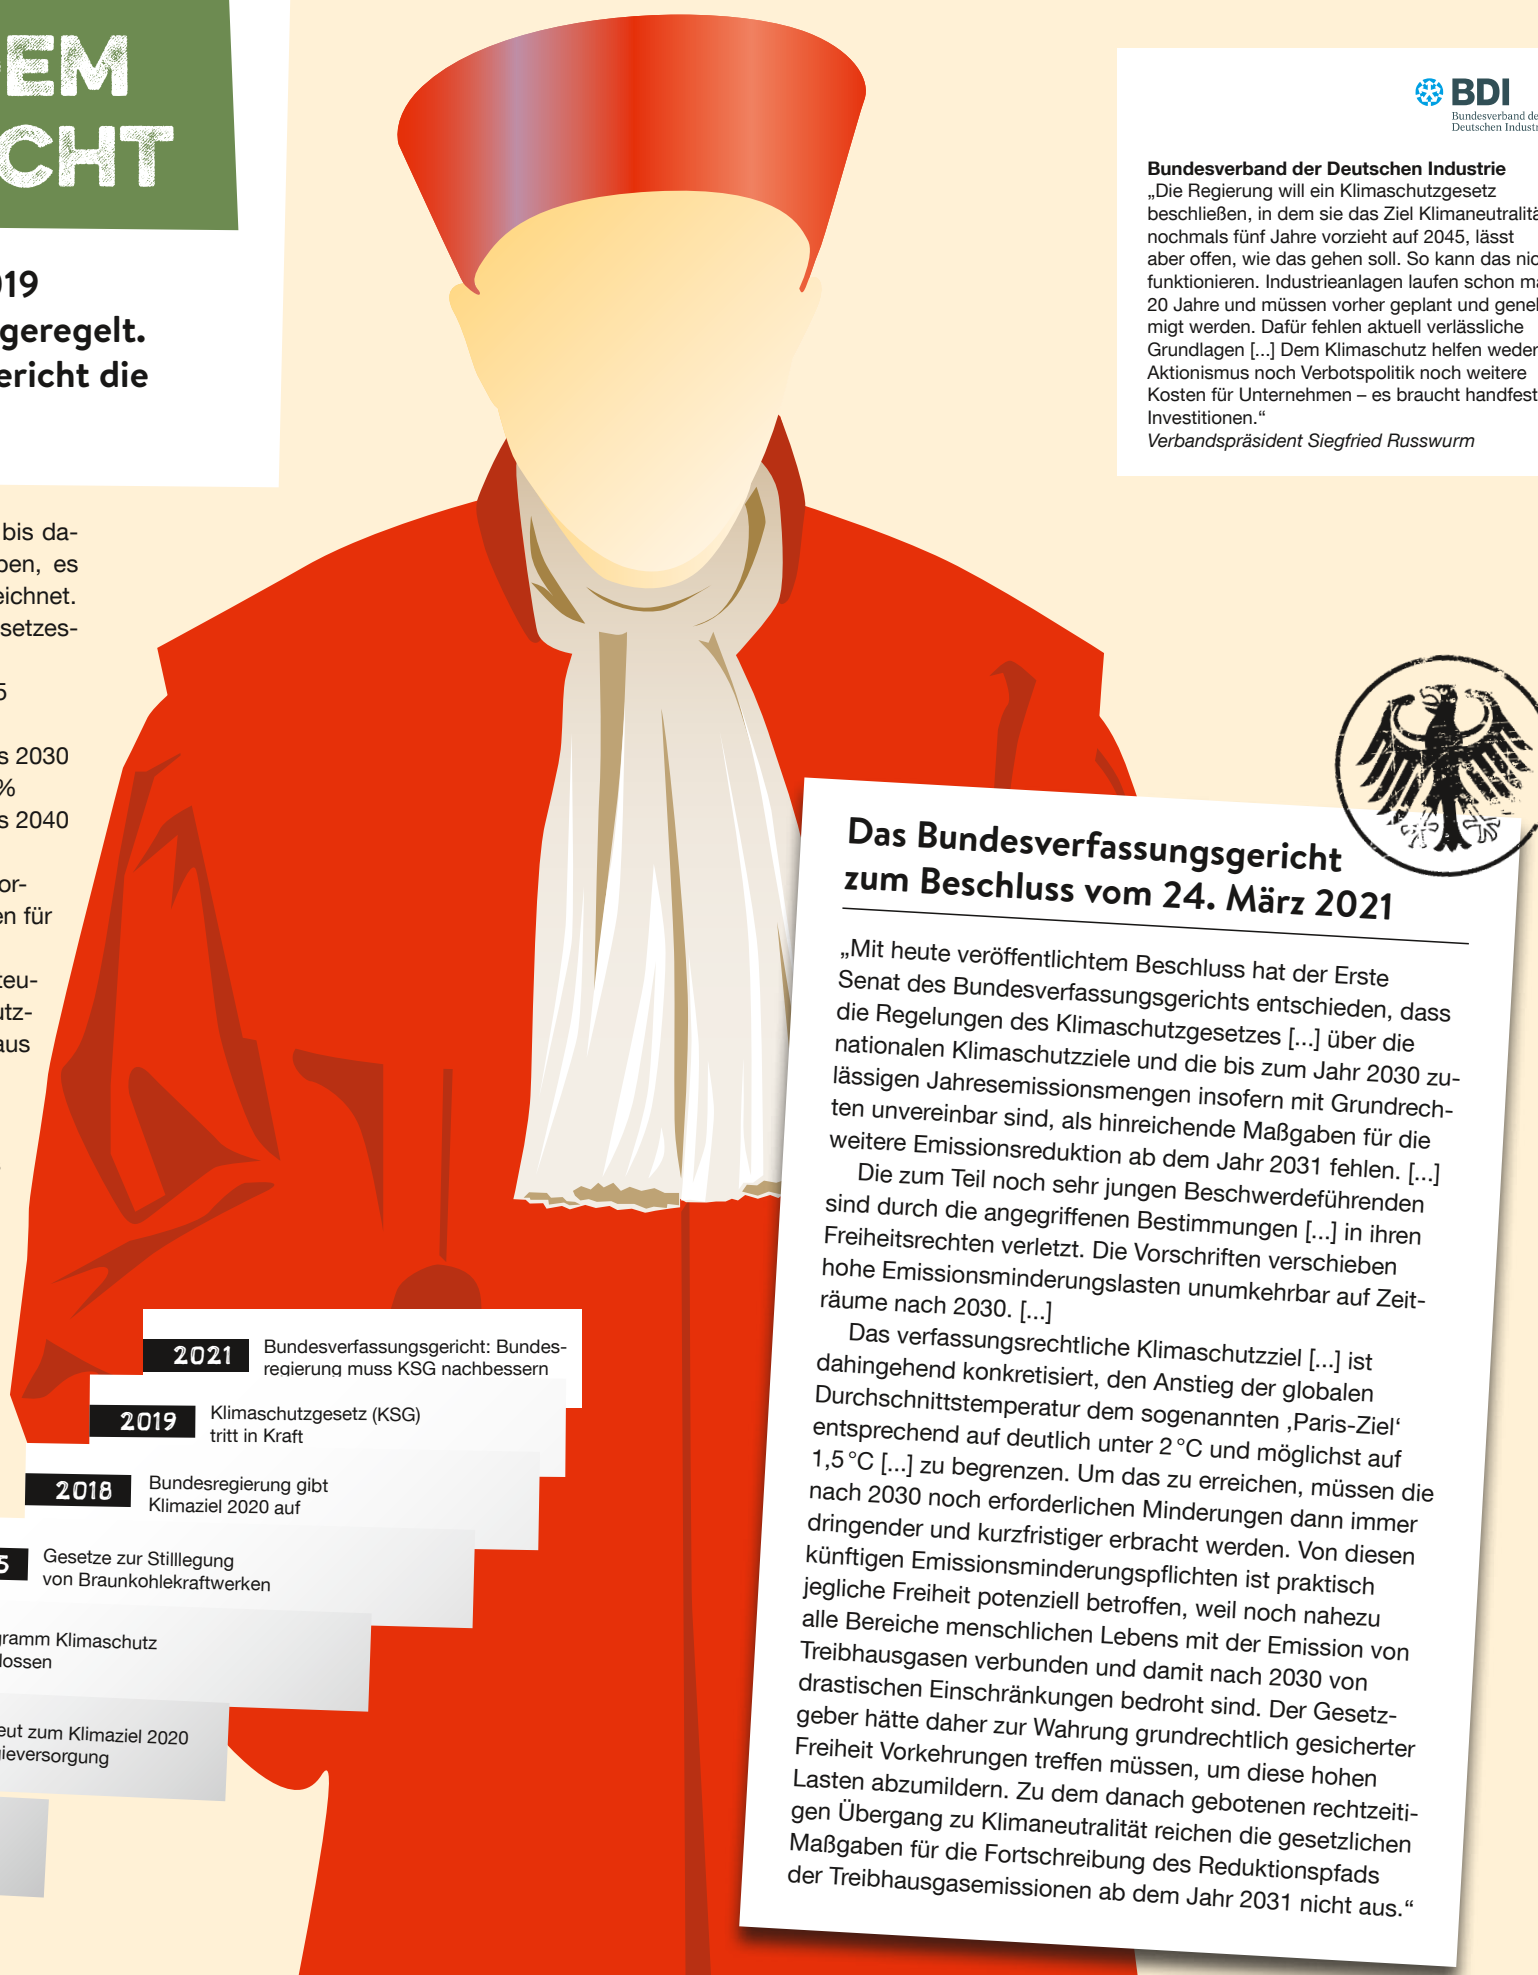 EM
CHT
019
geregelt.
ericht die
bis da-
ben, es
eichnet.
setzes-
5
s 2030
%
s 2040
or-
en für
teu-
utz-
aus
BDI
Bundesverband de
Deutschen Industr
Bundesverband der Deutschen Industrie
„Die Regierung will ein Klimaschutzgesetz
beschließen, in dem sie das Ziel Klimaneutralitä
nochmals fünf Jahre vorzieht auf 2045, lässt
aber offen, wie das gehen soll. So kann das nic
funktionieren. Industrieanlagen laufen schon ma
20 Jahre und müssen vorher geplant und geneh
migt werden. Dafür fehlen aktuell verlässliche
Grundlagen [...] Dem Klimaschutz helfen weder
Aktionismus noch Verbotspolitik noch weitere
Kosten für Unternehmen – es braucht handfest
Investitionen.“
Verbandspräsident Siegfried Russwurm
Das Bundesverfassungsgericht
zum Beschluss vom 24. März 2021
„Mit heute veröffentlichtem Beschluss hat der Erste
Senat des Bundesverfassungsgerichts entschieden, dass
die Regelungen des Klimaschutzgesetzes [...] über die
nationalen Klimaschutzziele und die bis zum Jahr 2030 zu-
lässigen Jahresemissionsmengen insofern mit Grundrech-
ten unvereinbar sind, als hinreichende Maßgaben für die
weitere Emissionsreduktion ab dem Jahr 2031 fehlen. [...]
Die zum Teil noch sehr jungen Beschwerdeführenden
sind durch die angegriffenen Bestimmungen [...] in ihren
Freiheitsrechten verletzt. Die Vorschriften verschieben
hohe Emissionsminderungslasten unumkehrbar auf Zeit-
räume nach 2030. [...]
Das verfassungsrechtliche Klimaschutzziel [...] ist
dahingehend konkretisiert, den Anstieg der globalen
Durchschnittstemperatur dem sogenannten ‚Paris-Ziel‘
entsprechend auf deutlich unter 2 °C und möglichst auf
1,5 °C [...] zu begrenzen. Um das zu erreichen, müssen die
nach 2030 noch erforderlichen Minderungen dann immer
dringender und kurzfristiger erbracht werden. Von diesen
künftigen Emissionsminderungspflichten ist praktisch
jegliche Freiheit potenziell betroffen, weil noch nahezu
alle Bereiche menschlichen Lebens mit der Emission von
Treibhausgasen verbunden und damit nach 2030 von
drastischen Einschränkungen bedroht sind. Der Gesetz-
geber hätte daher zur Wahrung grundrechtlich gesicherter
Freiheit Vorkehrungen treffen müssen, um diese hohen
Lasten abzumildern. Zu dem danach gebotenen rechtzeiti-
gen Übergang zu Klimaneutralität reichen die gesetzlichen
Maßgaben für die Fortschreibung des Reduktionspfads
der Treibhausgasemissionen ab dem Jahr 2031 nicht aus.“
2021 Bundesverfassungsgericht: Bundes-
regierung muss KSG nachbessern
2019 Klimaschutzgesetz (KSG)
tritt in Kraft
2018 Bundesregierung gibt
Klimaziel 2020 auf
5 Gesetze zur Stilllegung
von Braunkohlekraftwerken
gramm Klimaschutz
lossen
eut zum Klimaziel 2020
gieversorgung